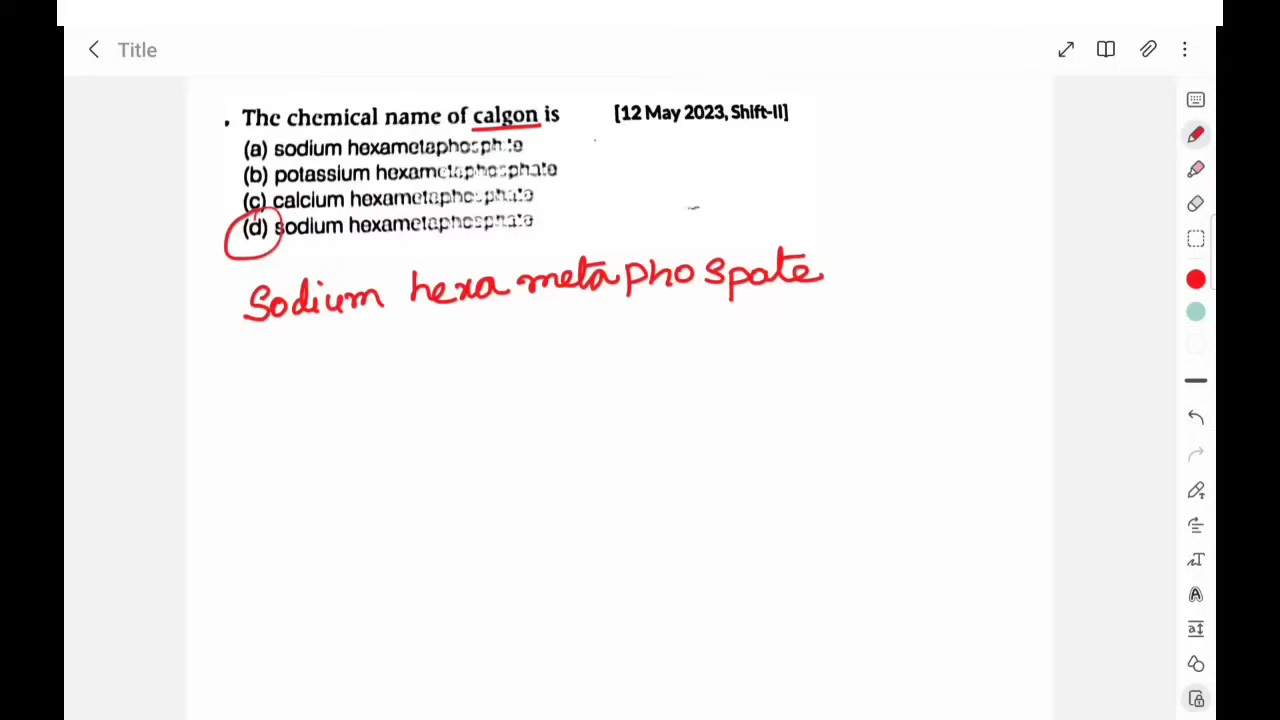 Title
. The chemical name of calgon is [12 May 2023, Shift-II]
(a) sodium hexametaphosphite
(b) potassium hexametaphosphate
(c) calcium hexametaphosphate
(d) sodium hexametaphosphate
Sodium hexametaphospate